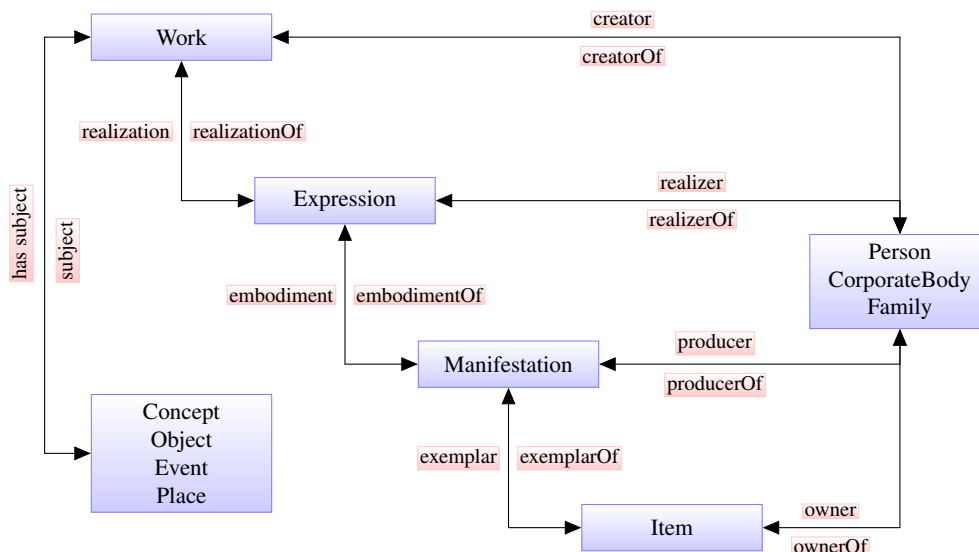 creator
Work
creatorOf
realization
realizationOf
realizer
Expression
realizerOf
has subject
subject
Person
CorporateBody
Family
embodiment
embodimentOf
producer
Manifestation
producerOf
Concept
Object
Event
Place
exemplar
exemplarOf
owner
Item
ownerOf